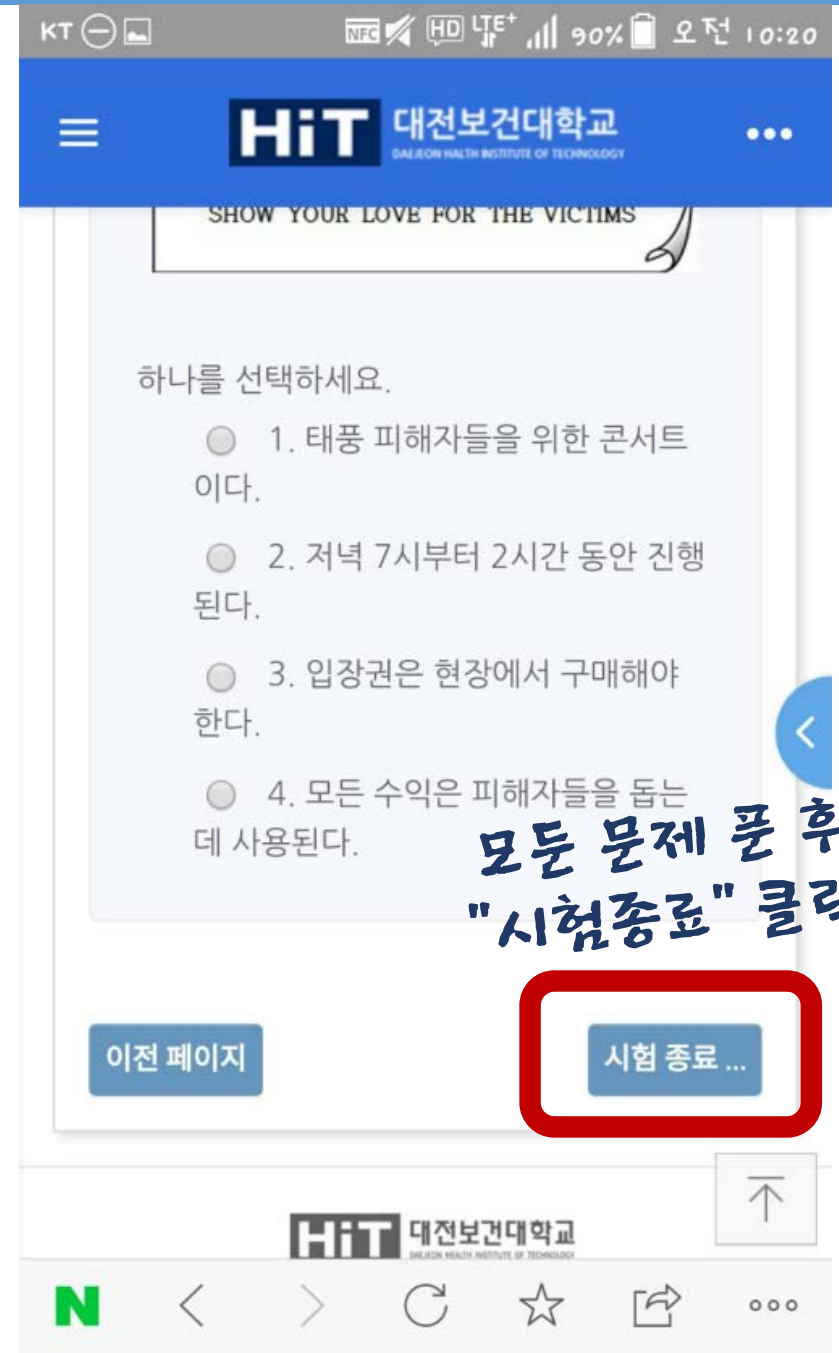 KT NFC HD LTE+ 90% 오전 10:20
HiT 대전보건대학교
DAEJEON HALTH INSTITUTE OF TECHNOLOGY
SHOW YOUR LOVE FOR THE VICTIMS
하나를 선택하세요.
1. 태풍 피해자들을 위한 콘서트
이다.
2. 저녁 7시부터 2시간 동안 진행
된다.
3. 입장권은 현장에서 구매해야
한다.
4. 모든 수익은 피해자들을 돕는
데 사용된다.
모든 문제 푼 후
"시험종료" 클릭
이전 페이지
시험 종료 ...
HiT 대전보건대학교
DAEJEON HEALTH INSTITUTE OF TECHNOLOGY
N